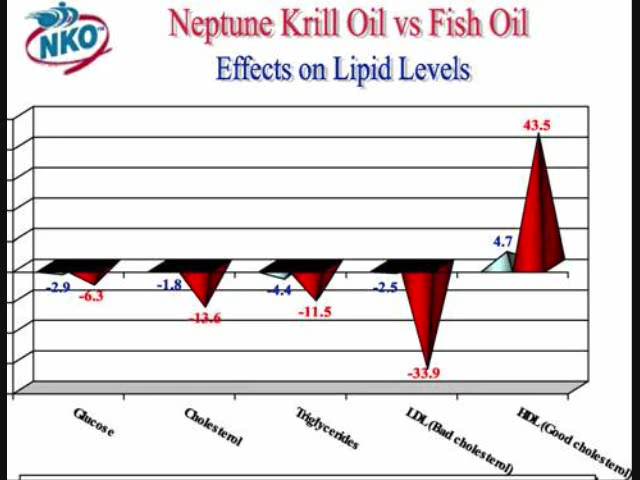 NKO
TM
Neptune Krill Oil vs Fish Oil
Effects on Lipid Levels
43.5
4.7
-2.9
-6.3
-1.8
-13.6
-4.4
-11.5
-2.5
-33.9
Glucose
Cholesterol
Triglycerides
LDL (Bad cholesterol)
HDL (Good cholesterol)